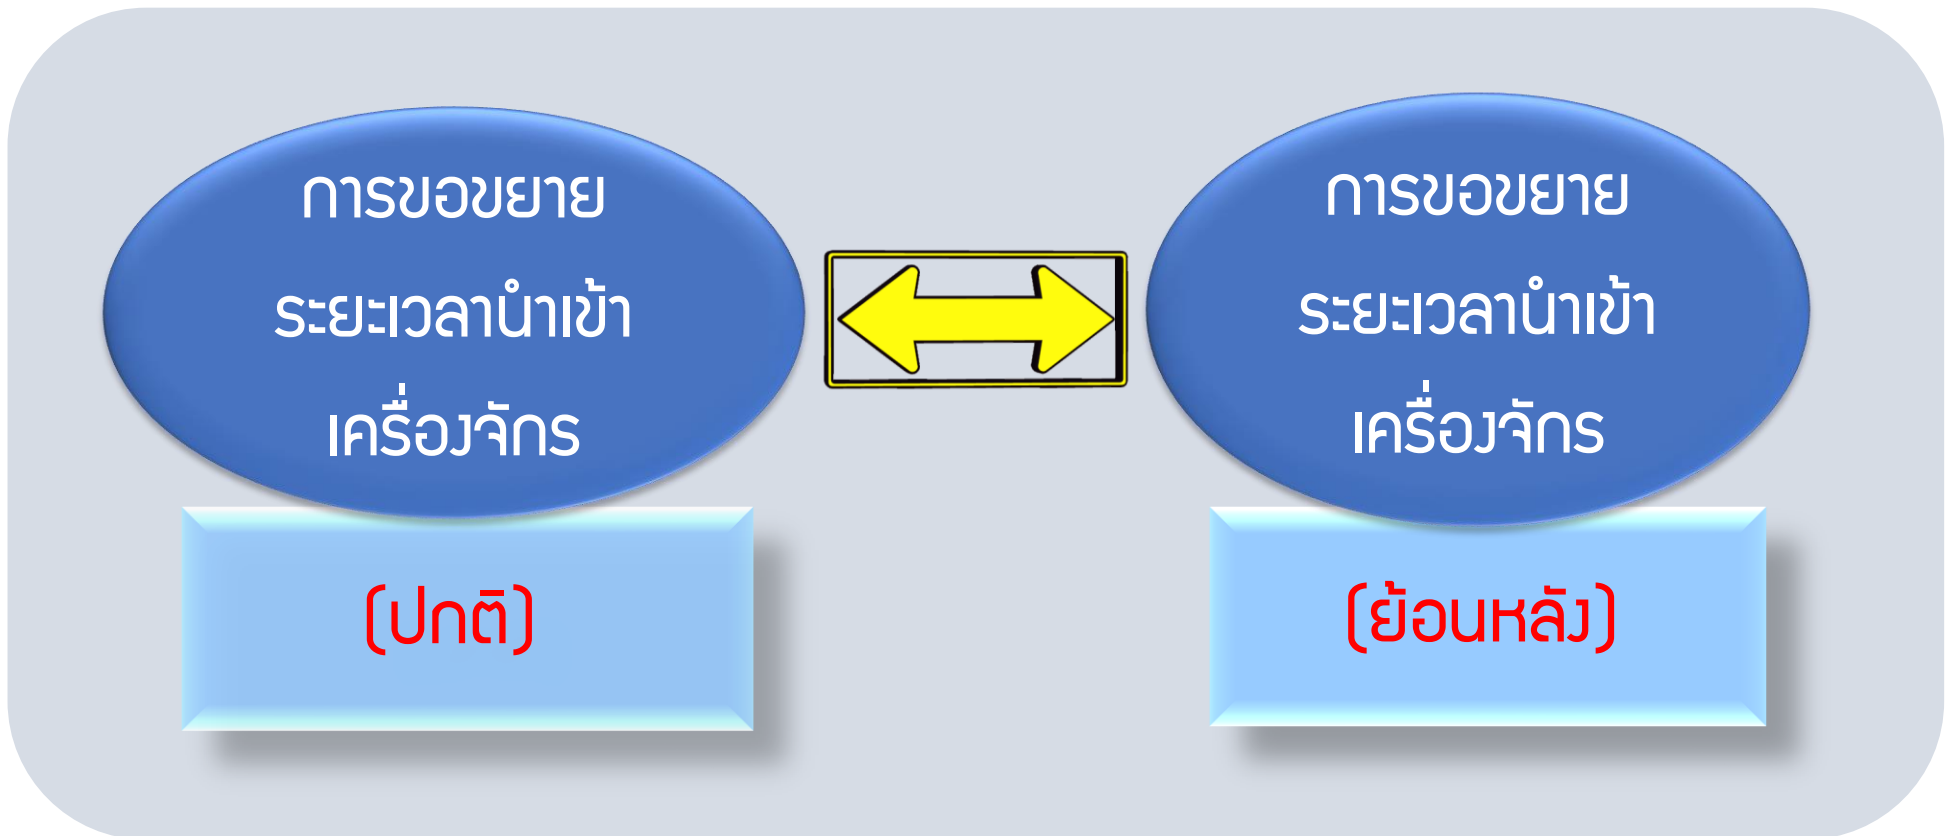 การขอขยาย
ระยะเวลานำเข้า
เครื่องจักร
(ปกติ)
การขอขยาย
ระยะเวลานำเข้า
เครื่องจักร
(ย้อนหลัง)